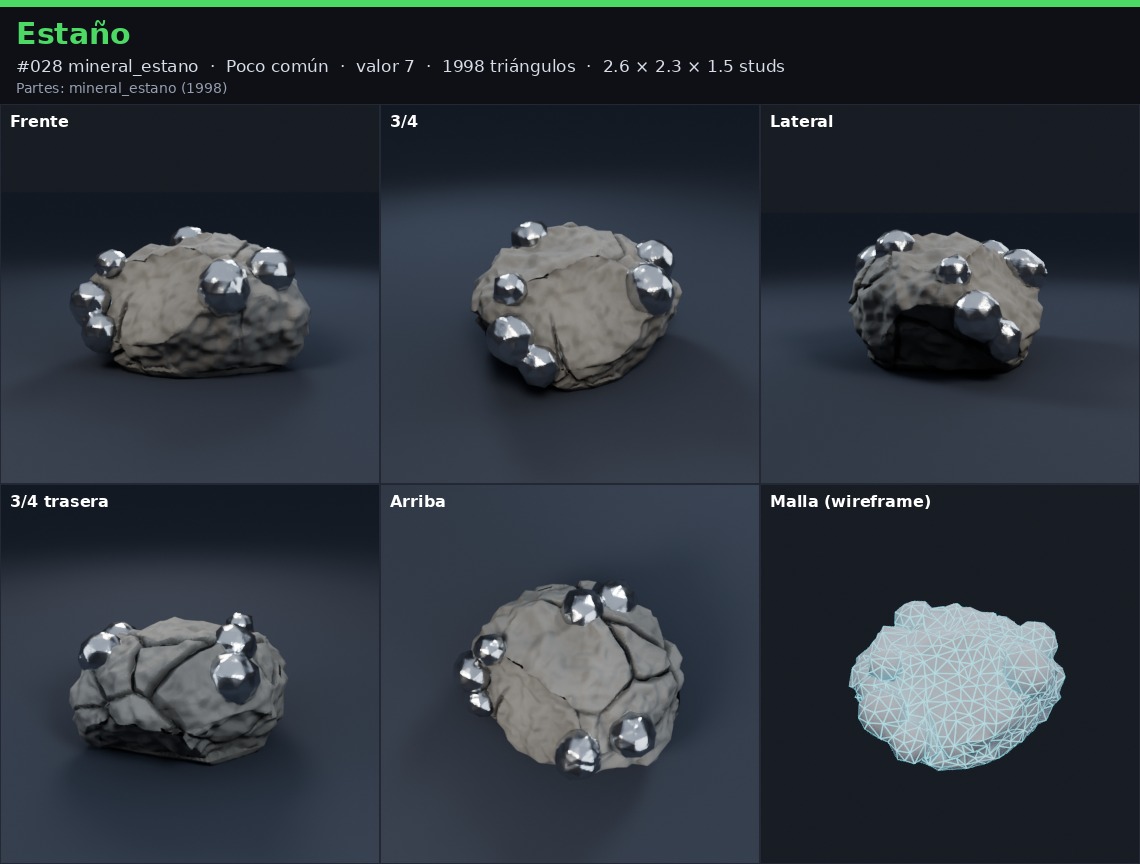 Estaño
#028 mineral_estano · Poco común · valor 7 · 1998 triángulos · 2.6 × 2.3 × 1.5 studs
Partes: mineral_estano (1998)
Frente
3/4
Lateral
3/4 trasera
Arriba
Malla (wireframe)